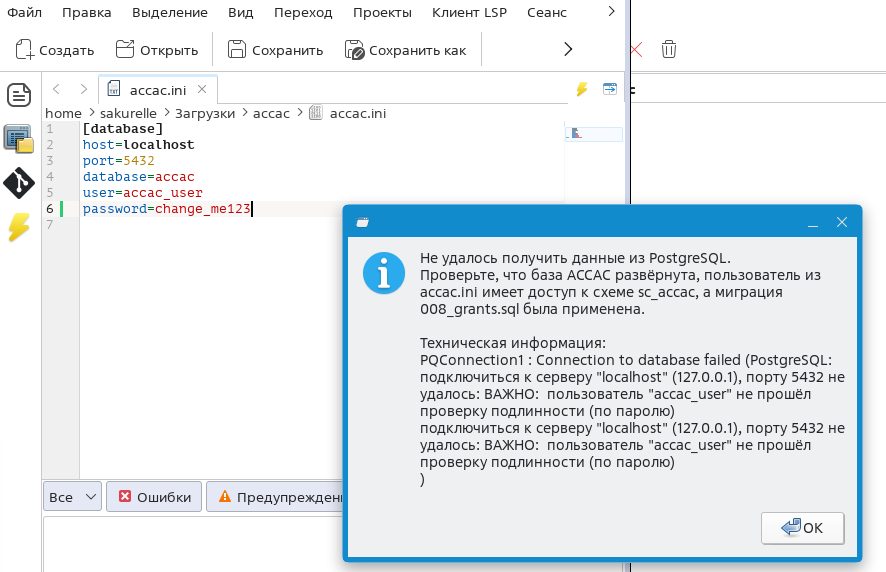 Файл Правка Выделение Вид Переход Проекты Клиент LSP Сеанс
Создать Открыть Сохранить Сохранить как
accac.ini
home sakurelle Загрузки accac accac.ini
1 [database]
2 host=localhost
3 port=5432
4 database=accac
5 user=accac_user
6 password=change_me123
7
Не удалось получить данные из PostgreSQL.
Проверьте, что база ACCAC развёрнута, пользователь из
accac.ini имеет доступ к схеме sc_accac, а миграция
008_grants.sql была применена.
Техническая информация:
PQConnection1 : Connection to database failed (PostgreSQL:
подключиться к серверу "localhost" (127.0.0.1), порту 5432 не
удалось: ВАЖНО:  пользователь "accac_user" не прошёл
проверку подлинности (по паролю)
подключиться к серверу "localhost" (127.0.0.1), порту 5432 не
удалось: ВАЖНО:  пользователь "accac_user" не прошёл
проверку подлинности (по паролю)
)
OK
Все Ошибки Предупрежден